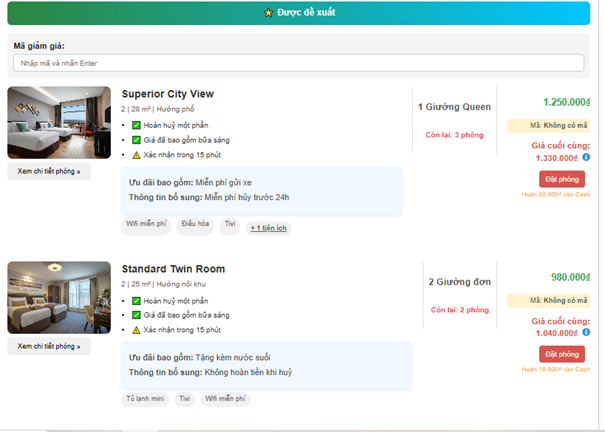 ⭐ Được đề xuất
Mã giảm giá:
Nhập mã và nhấn Enter
Superior City View
2 | 28 m² | Hướng phố
Hoàn huỷ một phần
Giá đã bao gồm bữa sáng
Xác nhận trong 15 phút
Xem chi tiết phòng »
Ưu đãi bao gồm: Miễn phí gửi xe
Thông tin bổ sung: Miễn phí hủy trước 24h
Wifi miễn phí Điều hòa Tivi + 1 tiện ích
1 Giường Queen
Còn lại: 3 phòng
1.250.000₫
Mã: Không có mã
Giá cuối cùng:
1.330.000₫
Đặt phòng
Hoàn 20.000₫ vào Cash
Standard Twin Room
2 | 25 m² | Hướng nội khu
Hoàn huỷ một phần
Giá đã bao gồm bữa sáng
Xác nhận trong 15 phút
Xem chi tiết phòng »
Ưu đãi bao gồm: Tặng kèm nước suối
Thông tin bổ sung: Không hoàn tiền khi huỷ
Tủ lạnh mini Tivi Wifi miễn phí
2 Giường đơn
Còn lại: 2 phòng
980.000₫
Mã: Không có mã
Giá cuối cùng:
1.040.000₫
Đặt phòng
Hoàn 18.000₫ vào Cash